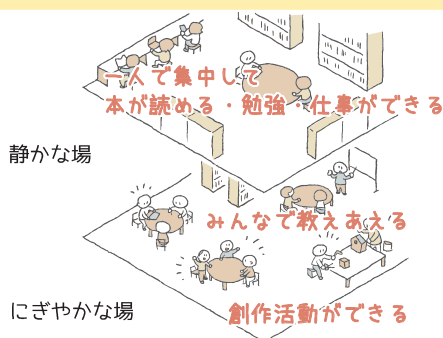 一人で集中して
本が読める・勉強・仕事ができる
静かな場
みんなで教えあえる
にぎやかな場
創作活動ができる